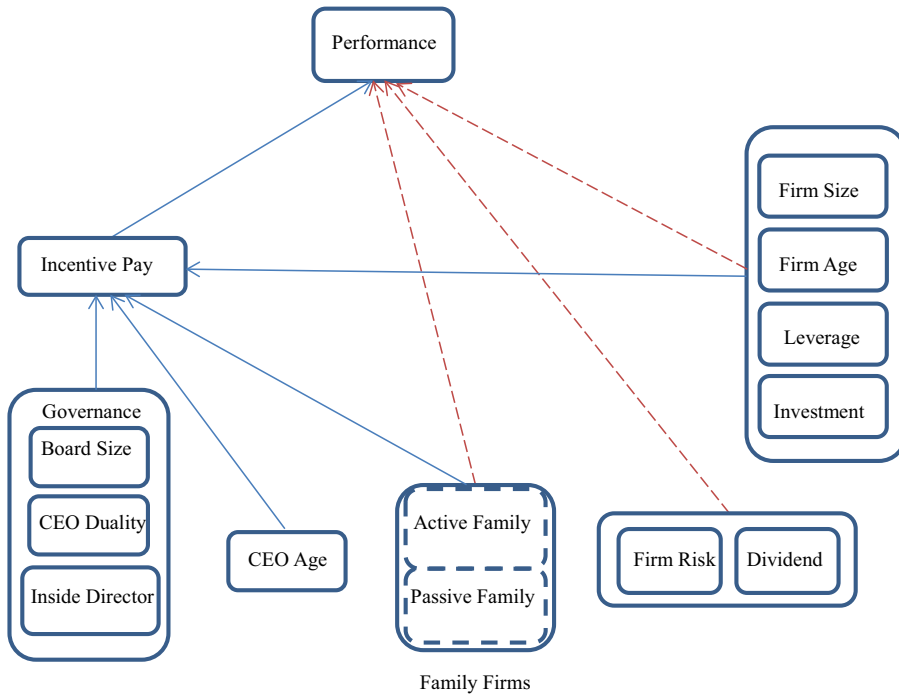 Performance
Firm Size
Incentive Pay
Firm Age
Leverage
Investment
Governance
Board Size
CEO Duality
Inside Director
CEO Age
Active Family
Passive Family
Firm Risk
Dividend
Family Firms